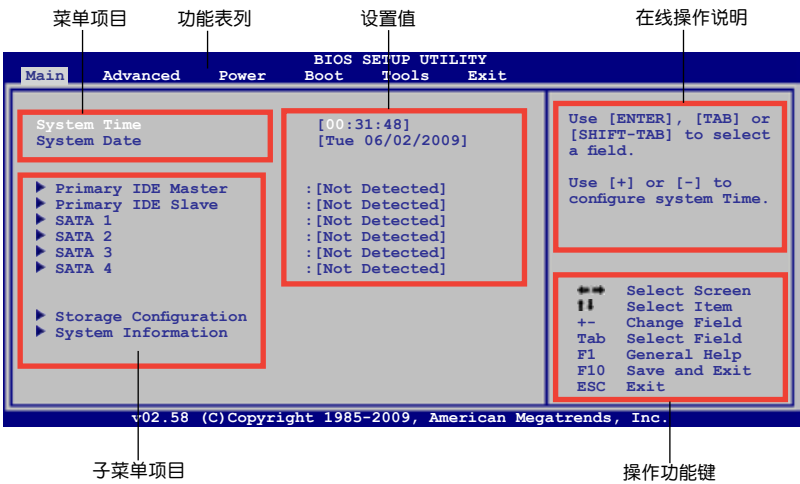 菜单项目 功能表列 设置值 在线操作说明
BIOS SETUP UTILITY
Main Advanced Power Boot Tools Exit
System Time [00:31:48]
System Date [Tue 06/02/2009]
Primary IDE Master :[Not Detected]
Primary IDE Slave :[Not Detected]
SATA 1 :[Not Detected]
SATA 2 :[Not Detected]
SATA 3 :[Not Detected]
SATA 4 :[Not Detected]
Storage Configuration
System Information
Use [ENTER], [TAB] or
[SHIFT-TAB] to select
a field.
Use [+] or [-] to
configure system Time.
←→ Select Screen
↑↓ Select Item
+- Change Field
Tab Select Field
F1 General Help
F10 Save and Exit
ESC Exit
v02.58 (C)Copyright 1985-2009, American Megatrends, Inc.
子菜单项目 操作功能键